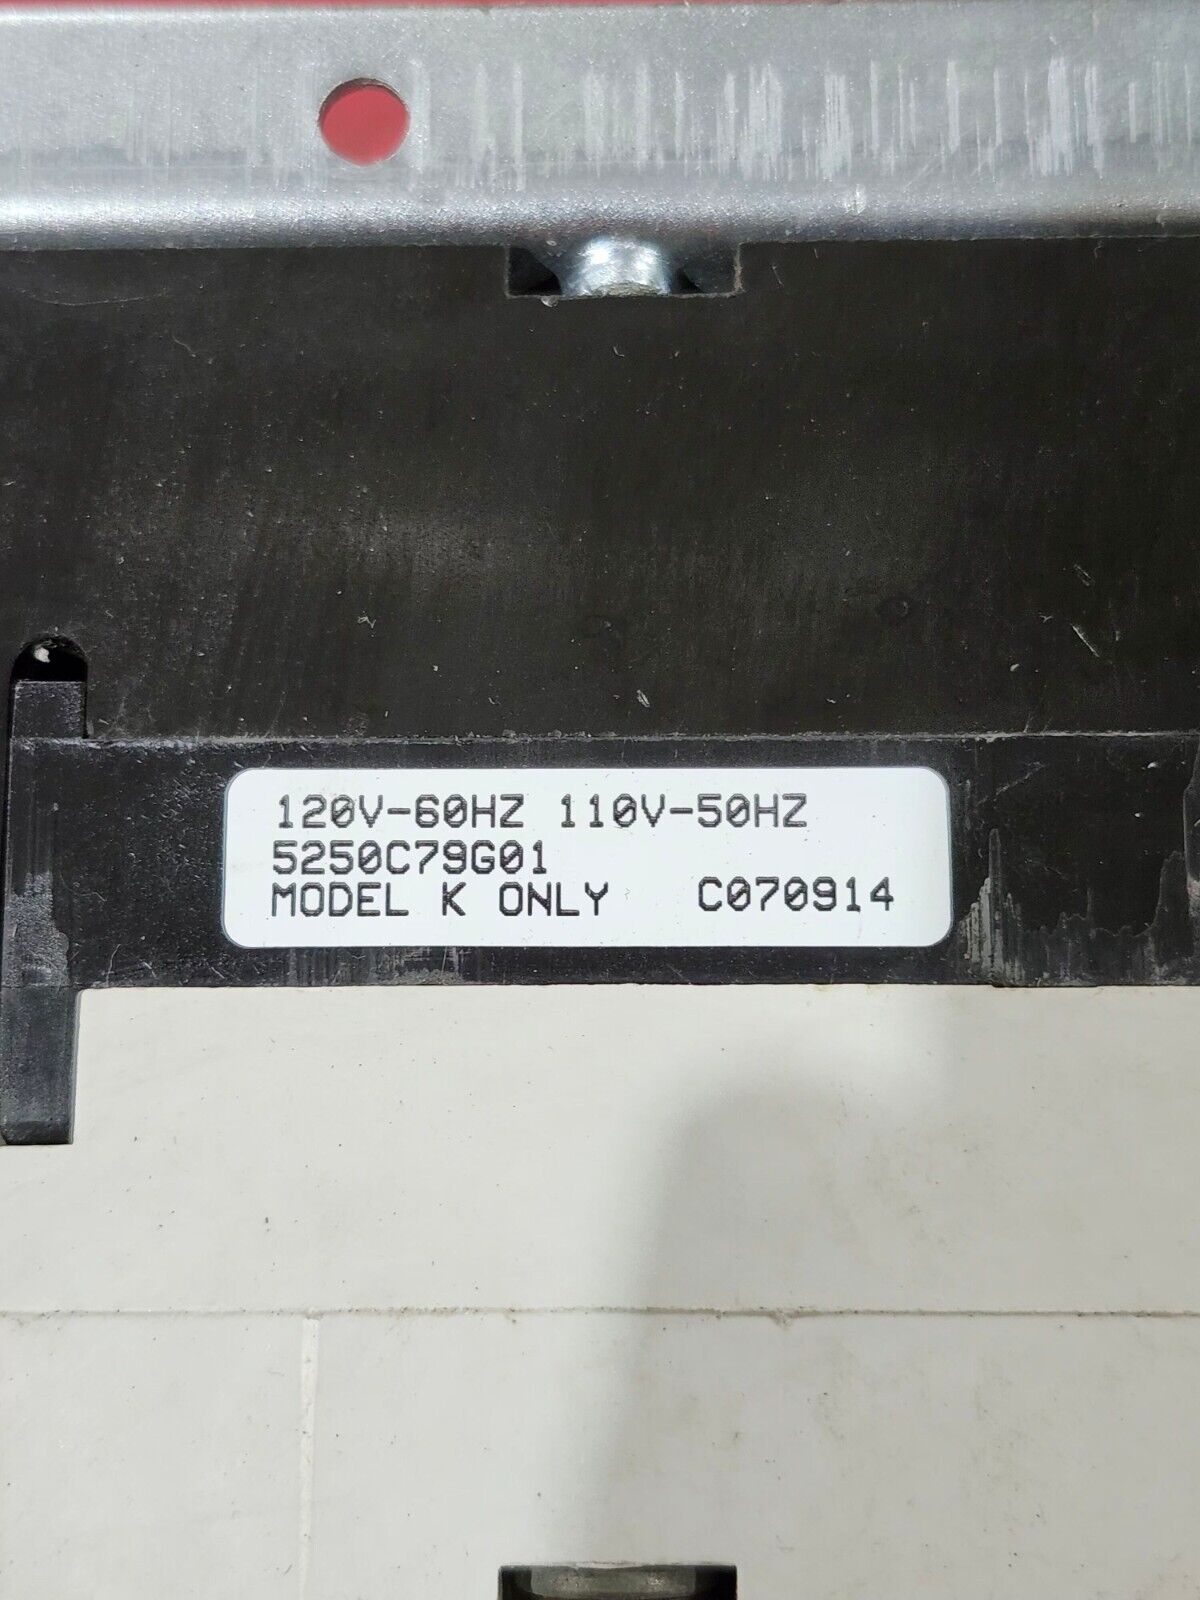 120V-60HZ 110V-50HZ
5250C79G01
MODEL K ONLY C070914